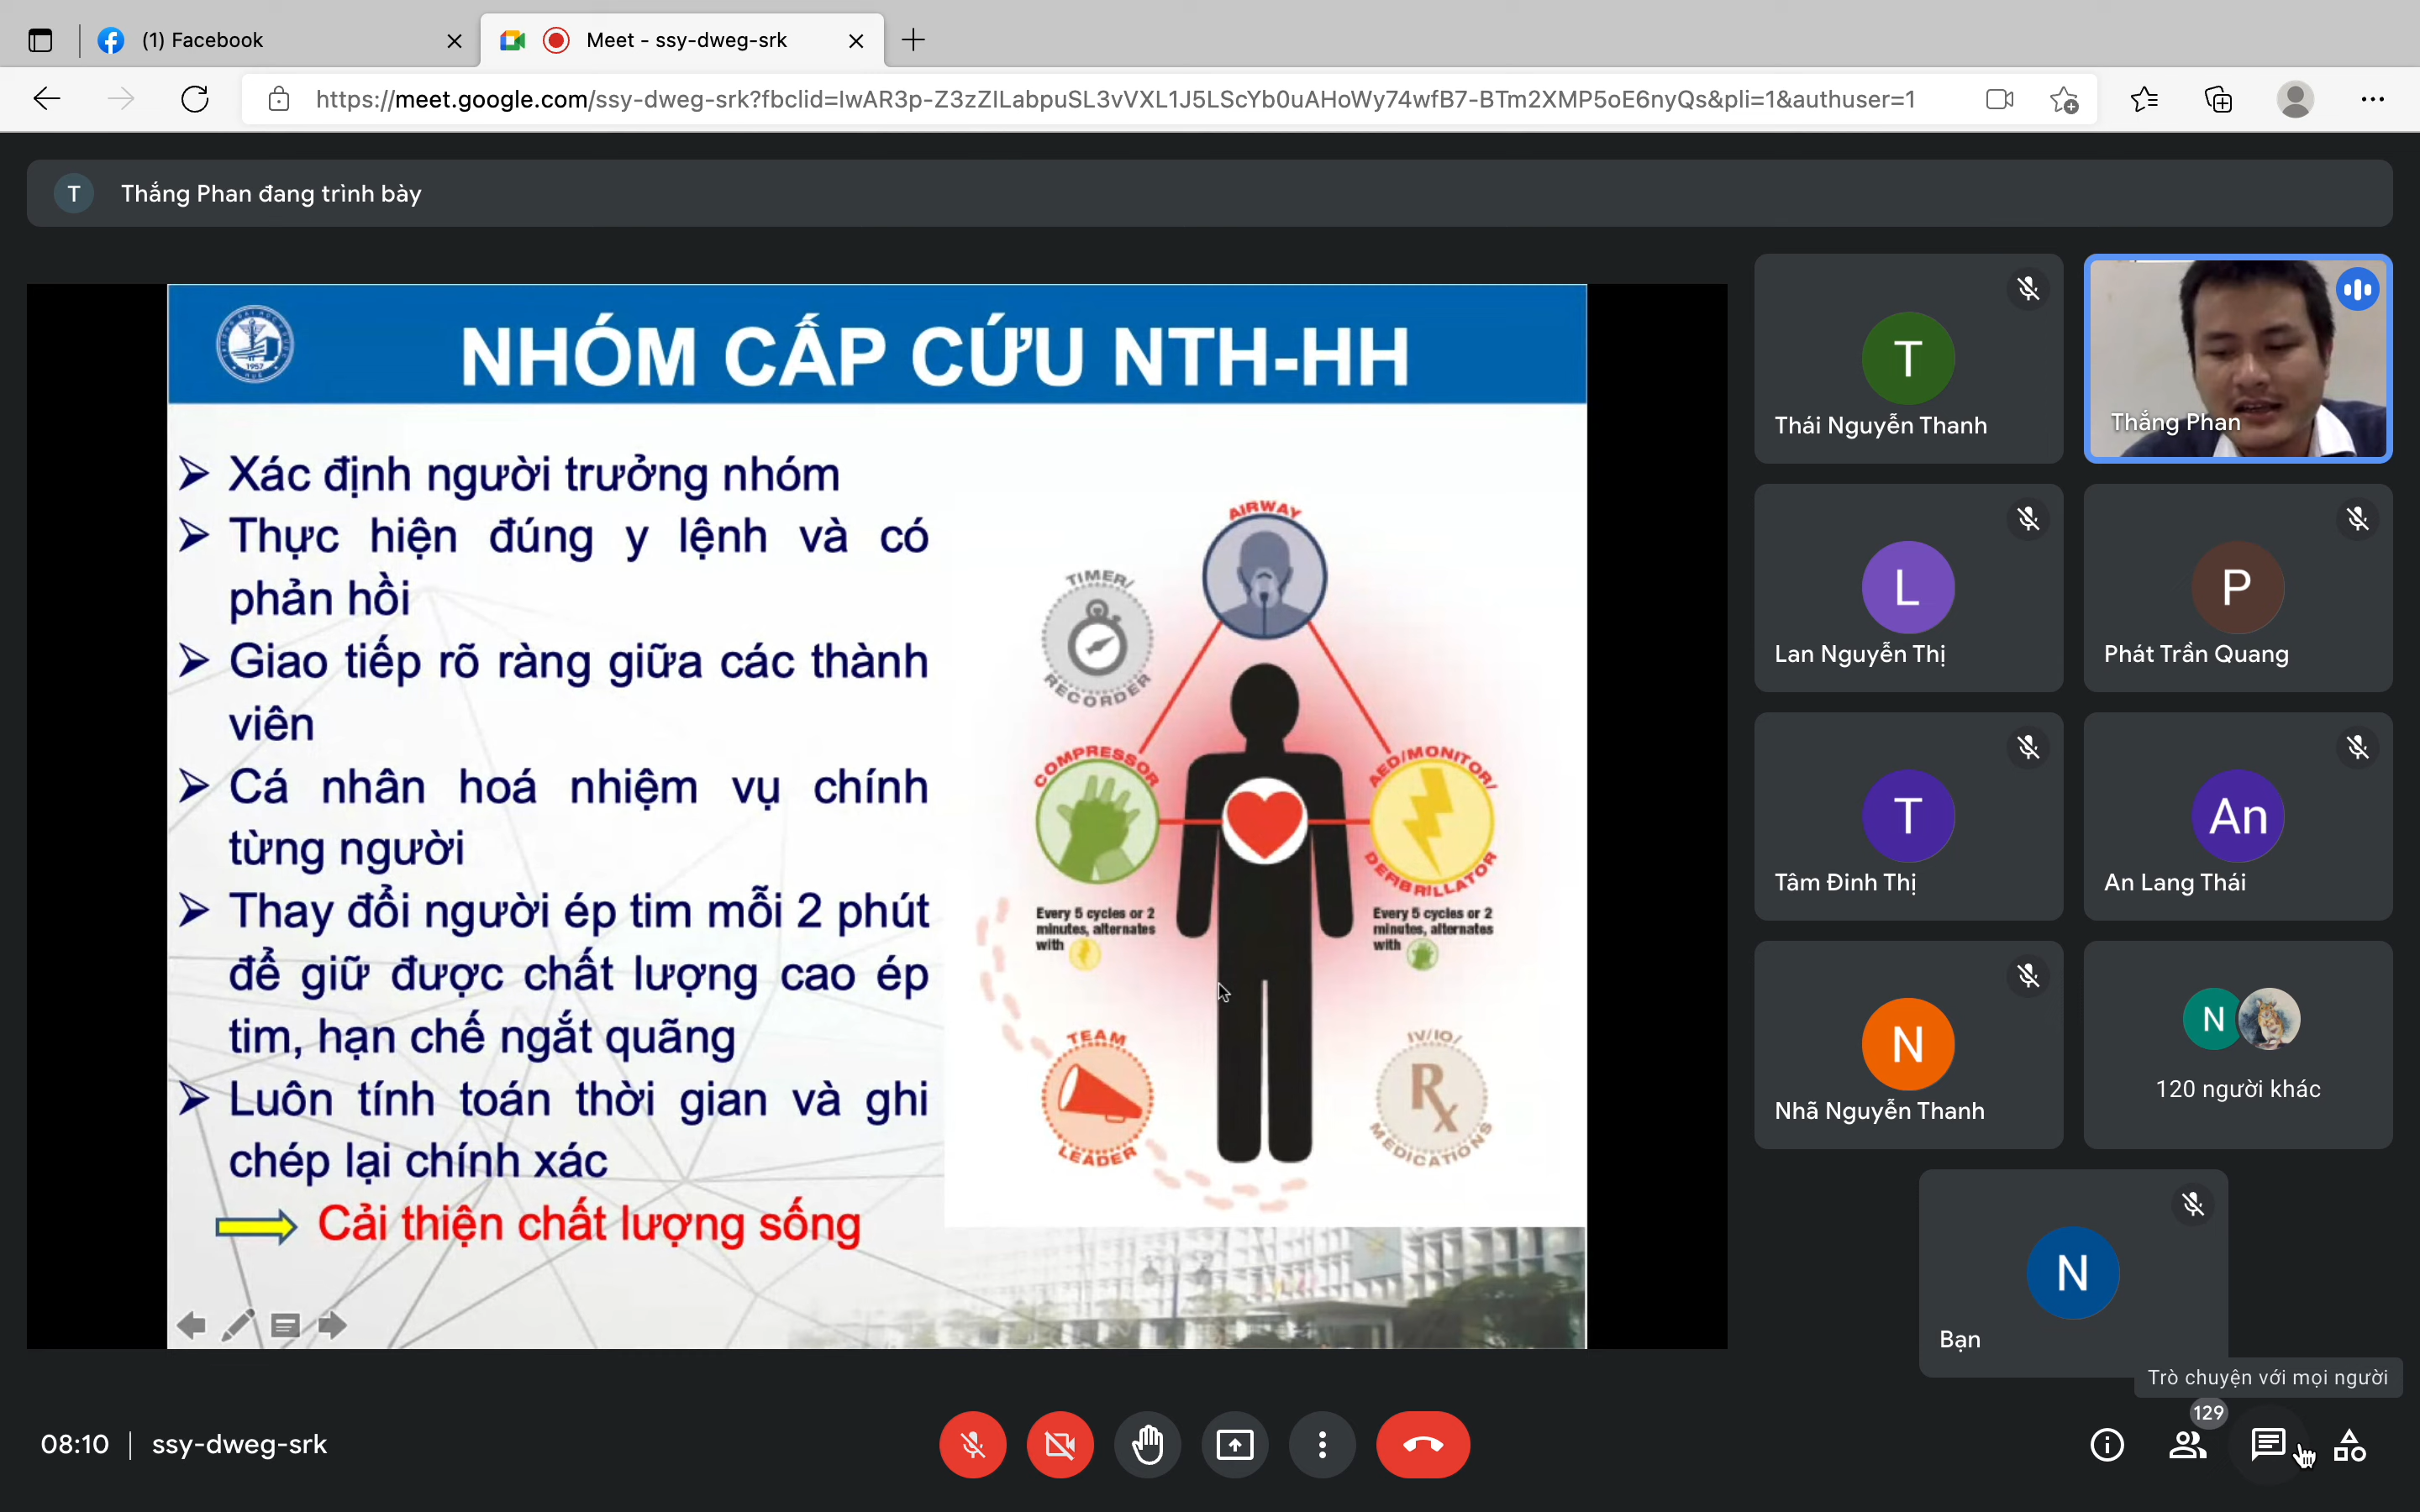 (1) Facebook
Meet - ssy-dweg-srk
https://meet.google.com/ssy-dweg-srk?fbclid=IwAR3p-Z3zZILabpuSL3vVXL1J5LScYb0uAHoWy74wfB7-BTm2XMP5oE6nyQs&pli=1&authuser=1
T
Thắng Phan đang trình bày
1957
HUẾ
NHÓM CẤP CỨU NTH-HH
➢ Xác định người trưởng nhóm
➢ Thực hiện đúng y lệnh và có
phản hồi
➢ Giao tiếp rõ ràng giữa các thành
viên
➢ Cá nhân hoá nhiệm vụ chính
từng người
➢ Thay đổi người ép tim mỗi 2 phút
để giữ được chất lượng cao ép
tim, hạn chế ngắt quãng
➢ Luôn tính toán thời gian và ghi
chép lại chính xác
Cải thiện chất lượng sống
AIRWAY
TIMER/
RECORDER
COMPRESSOR
AED/MONITOR/
DEFIBRILLATOR
Every 5 cycles or 2
minutes, alternates
with
Every 5 cycles or 2
minutes, alternates
with
TEAM
LEADER
IV/IO/
Rx
MEDICATIONS
T
Thái Nguyễn Thanh
Thắng Phan
L
Lan Nguyễn Thị
P
Phát Trần Quang
T
Tâm Đinh Thị
An
An Lang Thái
N
Nhã Nguyễn Thanh
N
120 người khác
N
Bạn
Trò chuyện với mọi người
08:10
ssy-dweg-srk
129